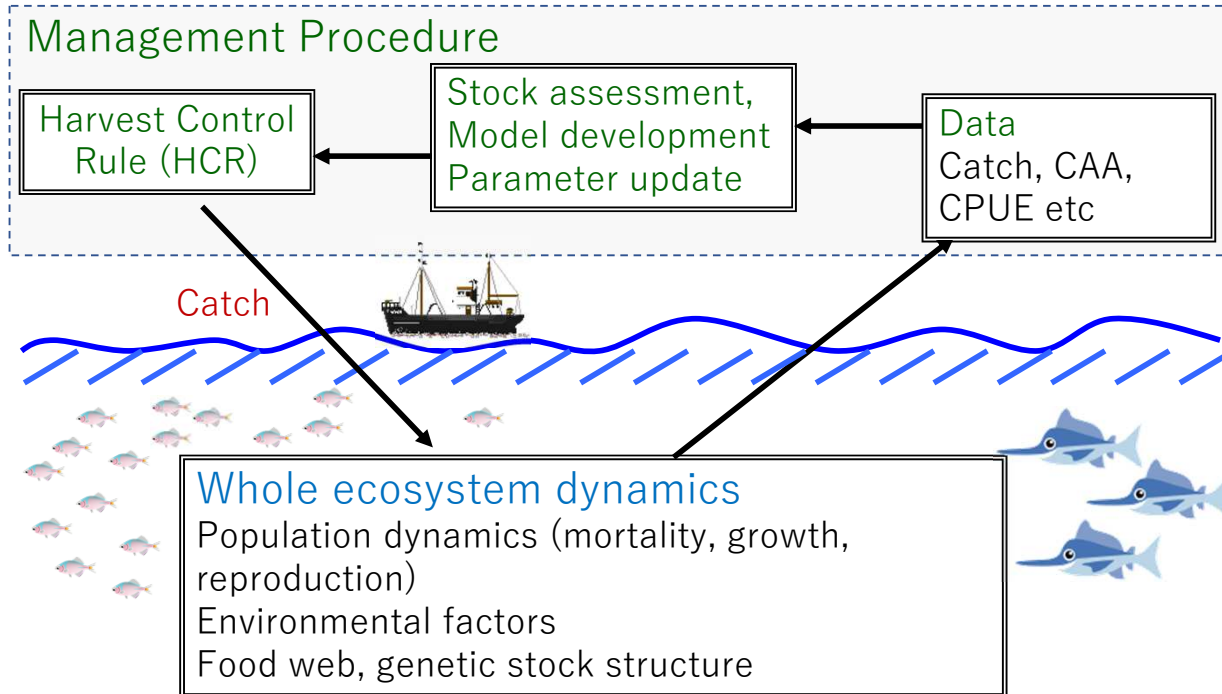 Management Procedure
Harvest Control
Rule (HCR)
Stock assessment,
Model development
Parameter update
Data
Catch, CAA,
CPUE etc
Catch
Whole ecosystem dynamics
Population dynamics (mortality, growth,
reproduction)
Environmental factors
Food web, genetic stock structure